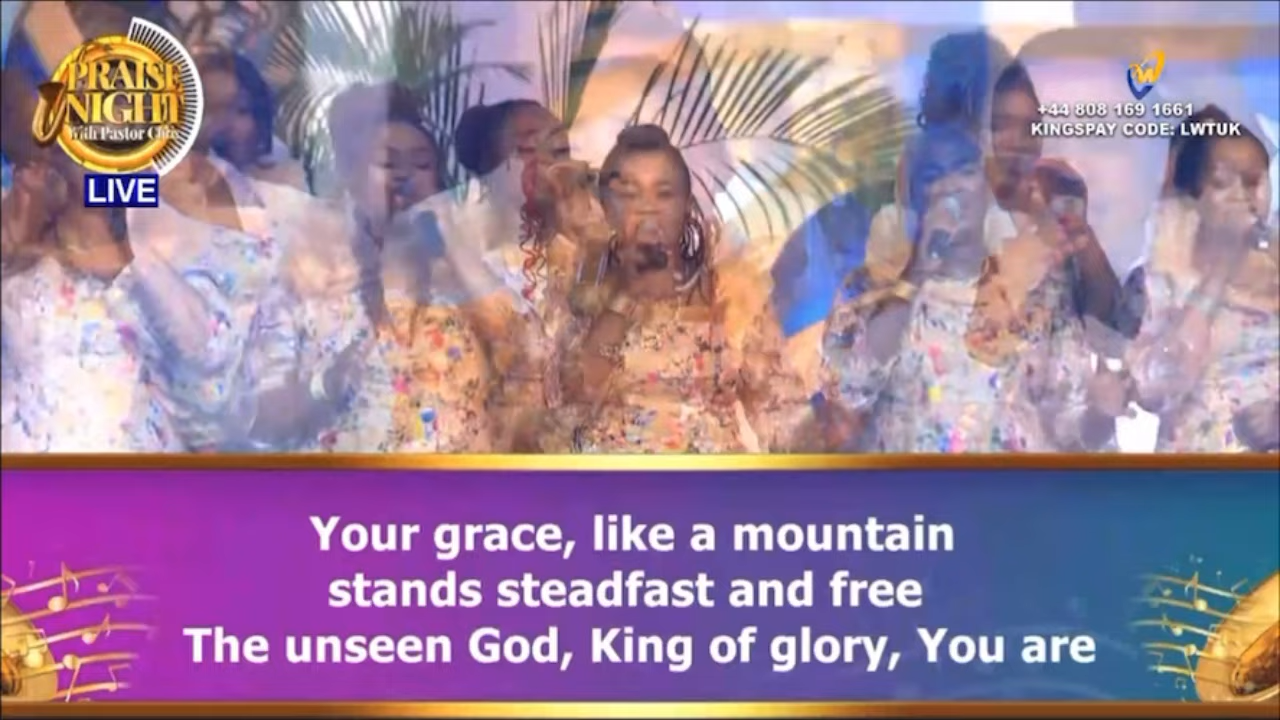 PRAISE
NIGHT
With Pastor Chris
LIVE
+44 808 169 1661
KINGSPAY CODE: LWTUK
Your grace, like a mountain
stands steadfast and free
The unseen God, King of glory, You are